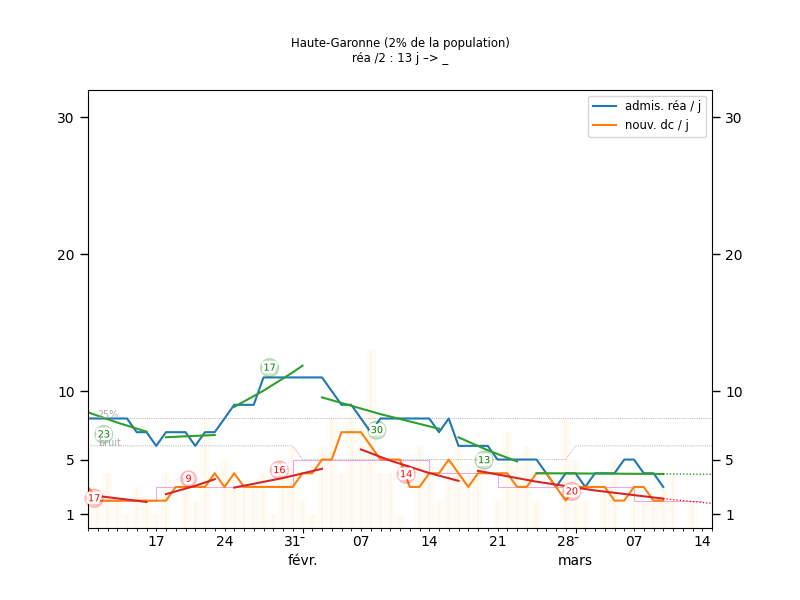 Haute-Garonne (2% de la population)
réa /2 : 13 j –> _
admis. réa / j
nouv. dc / j
30 30
20 20
10 10
5 5
1 1
25%
bruit
17
23
9
17
16
30
14
13
20
17 24 31 07 14 21 28 07 14
févr. mars